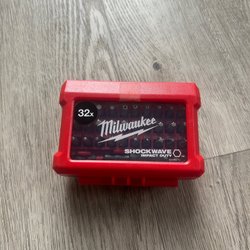 32x
Milwaukee
SHOCKWAVE
IMPACT DUTY